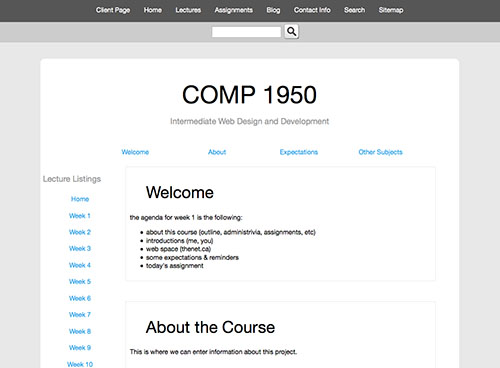 Client Page Home Lectures Assignments Blog Contact Info Search Sitemap
COMP 1950
Intermediate Web Design and Development
Welcome About Expectations Other Subjects
Lecture Listings
Home
Week 1
Week 2
Week 3
Week 4
Week 5
Week 6
Week 7
Week 8
Week 9
Week 10
Welcome
the agenda for week 1 is the following:
about this course (outline, administrivia, assignments, etc)
introductions (me, you)
web space (thenet.ca)
some expectations & reminders
today's assignment
About the Course
This is where we can enter information about this project.